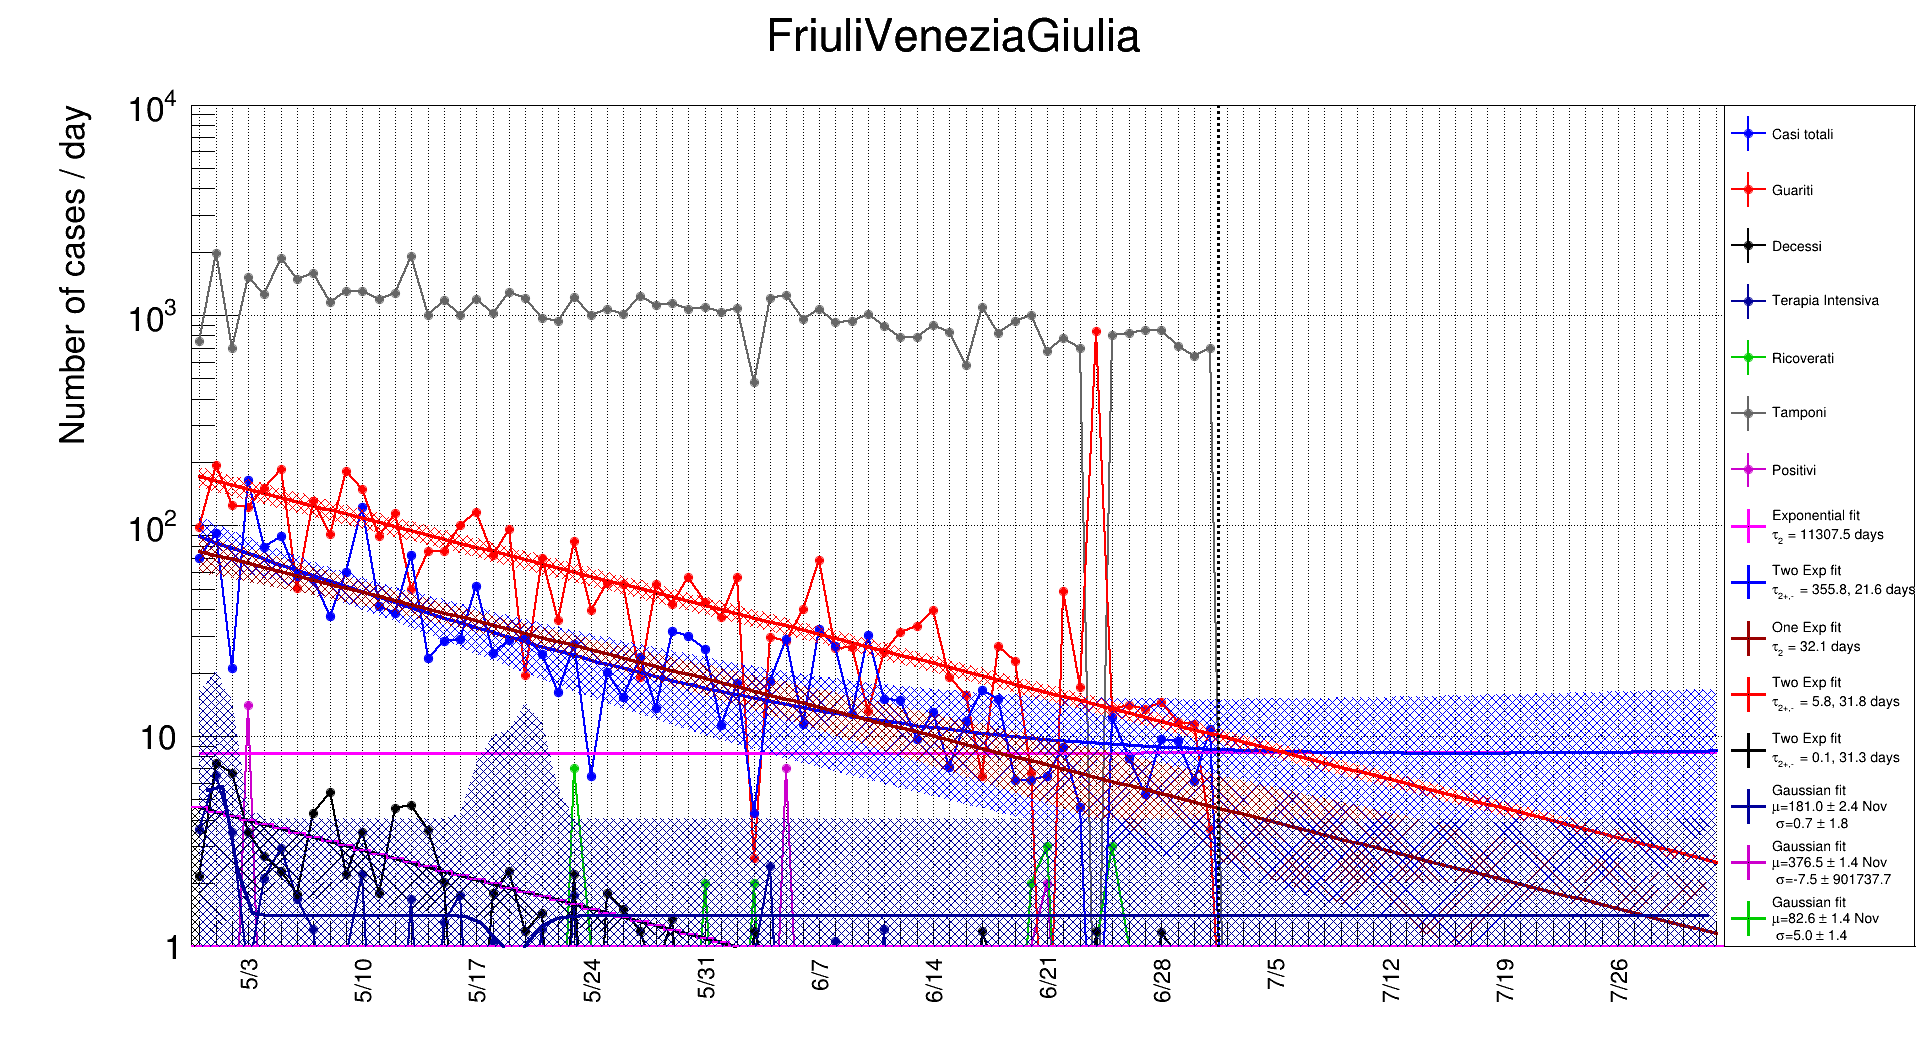 FriuliVeneziaGiulia
Number of cases / day
10^4
10^3
10^2
10
1
5/3
5/10
5/17
5/24
5/31
6/7
6/14
6/21
6/28
7/5
7/12
7/19
7/26
Casi totali
Guariti
Decessi
Terapia Intensiva
Ricoverati
Tamponi
Positivi
Exponential fit
τ2 = 11307.5 days
Two Exp fit
τ2+,- = 355.8, 21.6 days
One Exp fit
τ2 = 32.1 days
Two Exp fit
τ2+,- = 5.8, 31.8 days
Two Exp fit
τ2+,- = 0.1, 31.3 days
Gaussian fit
μ=181.0 ± 2.4 Nov
σ=0.7 ± 1.8
Gaussian fit
μ=376.5 ± 1.4 Nov
σ=-7.5 ± 901737.7
Gaussian fit
μ=82.6 ± 1.4 Nov
σ=5.0 ± 1.4